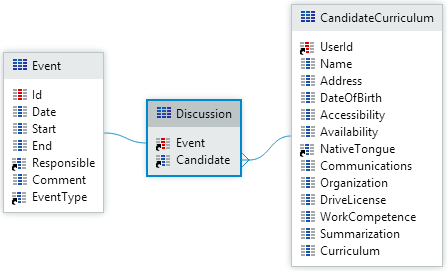 Event
Id
Date
Start
End
Responsible
Comment
EventType
Discussion
Event
Candidate
CandidateCurriculum
UserId
Name
Address
DateOfBirth
Accessibility
Availability
NativeTongue
Communications
Organization
DriveLicense
WorkCompetence
Summarization
Curriculum